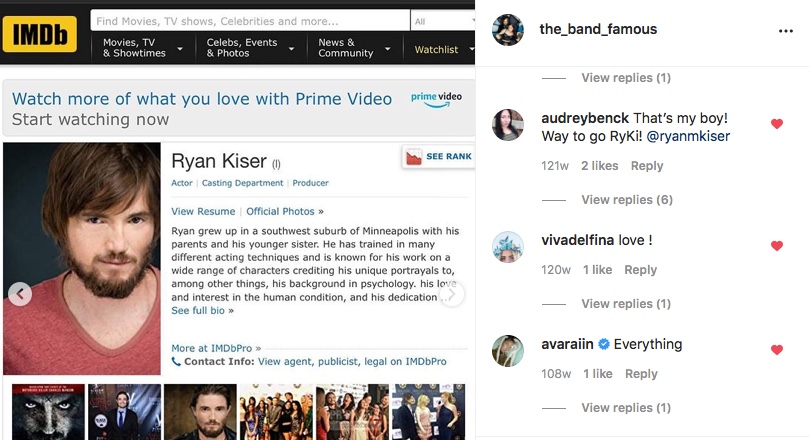 IMDb
Find Movies, TV shows, Celebrities and more...
All
Movies, TV
& Showtimes
Celebs, Events
& Photos
News &
Community
Watchlist
Watch more of what you love with Prime Video
Start watching now
prime video
Ryan Kiser (I)
SEE RANK
Actor | Casting Department | Producer
View Resume | Official Photos »
Ryan grew up in a southwest suburb of Minneapolis with his
parents and his younger sister. He has trained in many
different acting techniques and is known for his work on a
wide range of characters crediting his unique portrayals to,
among other things, his background in psychology. his love
and interest in the human condition, and his dedication ...
See full bio »
More at IMDbPro »
Contact Info: View agent, publicist, legal on IMDbPro
the_band_famous
View replies (1)
audreybenck That's my boy!
Way to go RyKi! @ryanmkiser
121w 2 likes Reply
View replies (6)
vivadelfina love !
120w 1 like Reply
View replies (1)
avaraiin Everything
108w 1 like Reply
View replies (1)